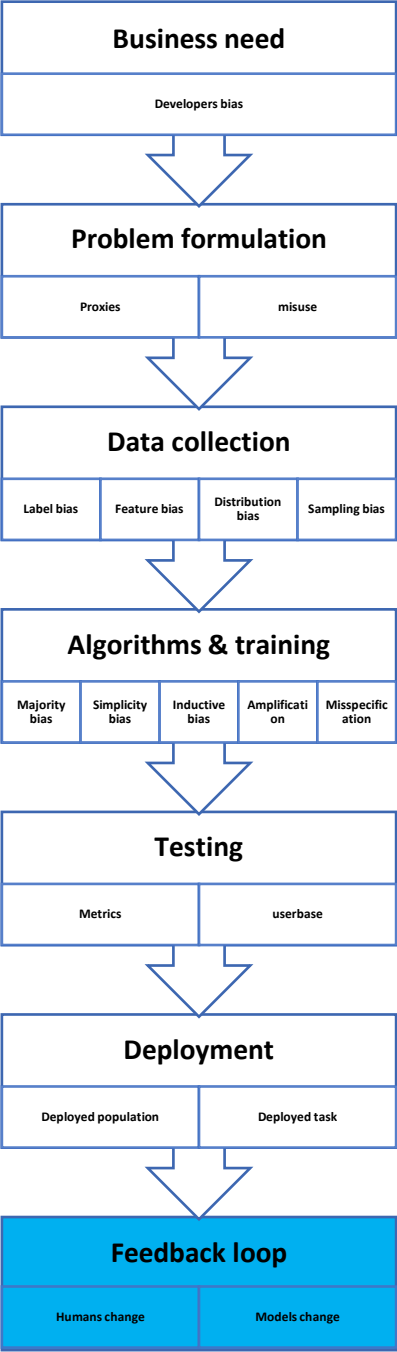 Business need
Developers bias
Problem formulation
Proxies
misuse
Data collection
Label bias
Feature bias
Distribution
bias
Sampling bias
Algorithms & training
Majority
bias
Simplicity
bias
Inductive
bias
Amplificati
on
Misspecific
ation
Testing
Metrics
userbase
Deployment
Deployed population
Deployed task
Feedback loop
Humans change
Models change